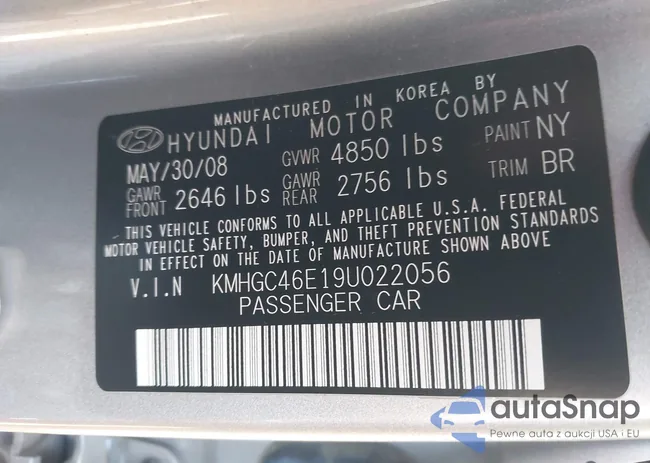 MANUFACTURED IN KOREA BY
HYUNDAI MOTOR COMPANY
MAY/30/08 GVWR 4850 lbs PAINT NY
GAWR FRONT 2646 lbs GAWR REAR 2756 lbs TRIM BR
THIS VEHICLE CONFORMS TO ALL APPLICABLE U.S.A. FEDERAL
MOTOR VEHICLE SAFETY, BUMPER, AND THEFT PREVENTION STANDARDS
IN EFFECT ON THE DATE OF MANUFACTURE SHOWN ABOVE
V.I.N KMHGC46E19U022056
PASSENGER CAR
autaSnap
Pewne auta z aukcji USA i EU